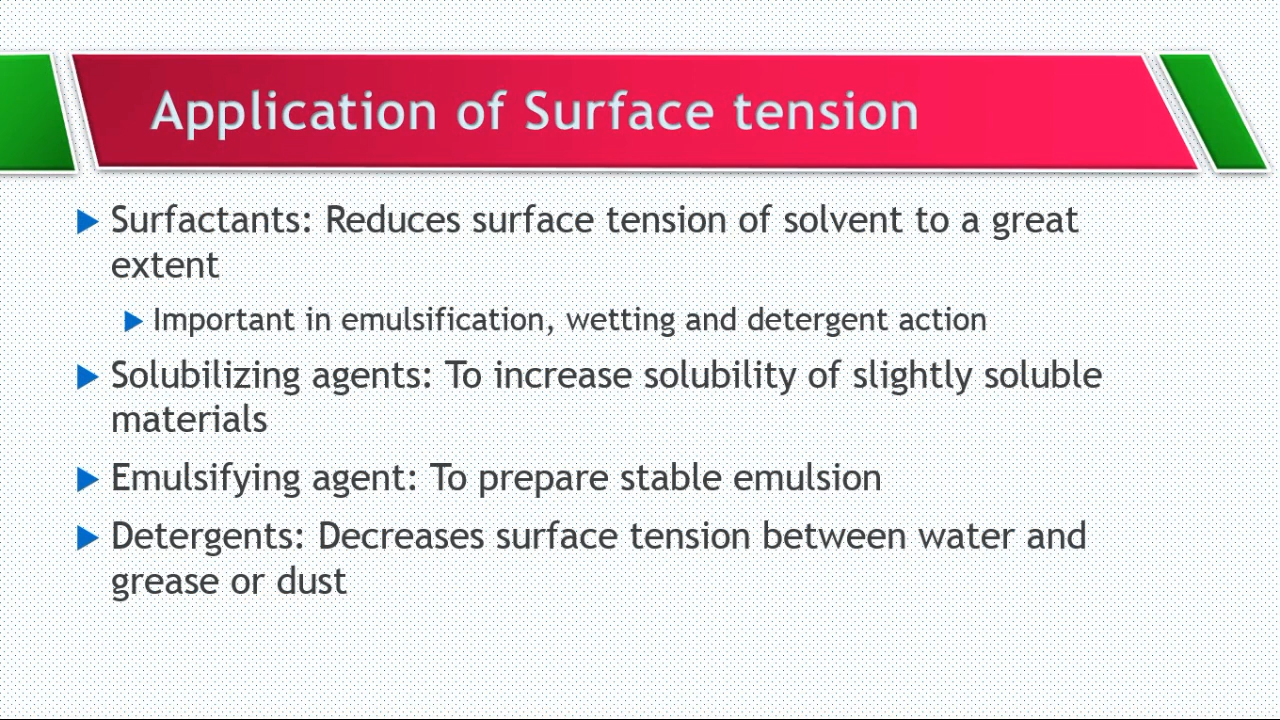 Application of Surface tension
Surfactants: Reduces surface tension of solvent to a great
extent
Important in emulsification, wetting and detergent action
Solubilizing agents: To increase solubility of slightly soluble
materials
Emulsifying agent: To prepare stable emulsion
Detergents: Decreases surface tension between water and
grease or dust